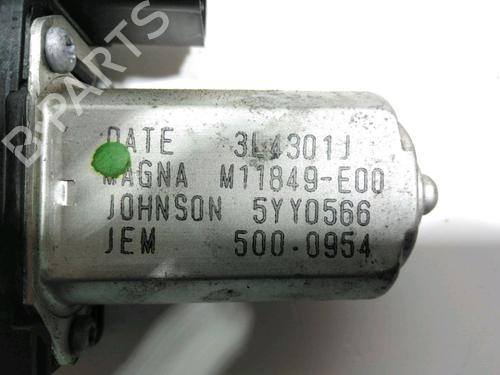 B-PARTS
DATE 3L4301J
MAGNA M11849-E00
JOHNSON 5YY0566
JEM 500-0954